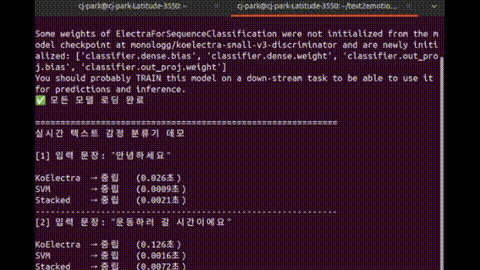 cj-park@cj-park-Latitude-3550: ~
cj-park@cj-park-Latitude-3550: ~/text2emotio...
Some weights of ElectraForSequenceClassification were not initialized from the m
odel checkpoint at monologg/koelectra-small-v3-discriminator and are newly initi
alized: ['classifier.dense.bias', 'classifier.dense.weight', 'classifier.out_pro
j.bias', 'classifier.out_proj.weight']
You should probably TRAIN this model on a down-stream task to be able to use it
for predictions and inference.
✅ 모든 모델 로딩 완료
============================================================
실시간 텍스트 감정 분류기 데모
[1] 입력 문장: "안녕하세요"
KoElectra →중립 (0.026초)
SVM →중립 (0.0009초)
Stacked →중립 (0.0021초)
------------------------------------------------------------
[2] 입력 문장: "운동하러 갈 시간이에요"
KoElectra →중립 (0.126초)
SVM →중립 (0.0016초)
Stacked →중립 (0.0072초)